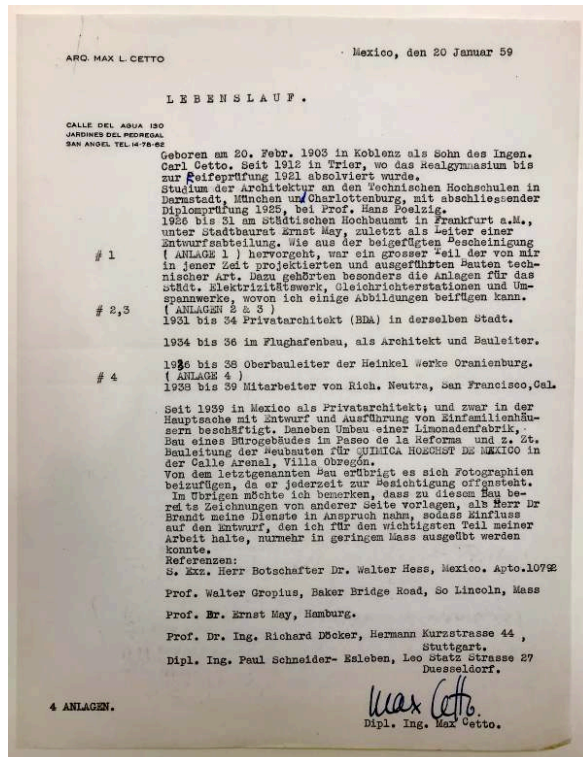 ARQ. MAX L. CETTO
Mexico, den 20 Januar 59
LEBENSLAUF.
CALLE DEL AGUA 130
JARDINES DEL PEDREGAL
SAN ANGEL TEL. 14-78-62
Geboren am 20. Febr. 1903 in Koblenz als Sohn des Ingen.
Carl Cetto. Seit 1912 in Trier, wo das Realgymnasium bis
zur Reifeprüfung 1921 absolviert wurde.
Studium der Architektur an den Technischen Hochschulen in
Darmstadt, München und Charlottenburg, mit abschliessender
Diplomprüfung 1925, bei Prof. Hans Poelzig.
1926 bis 31 am Städtischen Hochbauamt in Frankfurt a.M.,
unter Stadtbaurat Ernst May, zuletzt als Leiter einer
Entwurfsabteilung. Wie aus der beigefügten Bescheinigung
# 1 ( ANLAGE 1 ) hervorgeht, war ein grosser Teil der von mir
in jener Zeit projektierten und ausgeführten Bauten tech-
nischer Art. Dazu gehörten besonders die Anlagen für das
Städt. Elektrizitätswerk, Gleichrichterstationen und Um-
spannwerke, wovon ich einige Abbildungen beifügen kann.
# 2,3 ( ANLAGEN 2 & 3 )
1931 bis 34 Privatarchitekt (BDA) in derselben Stadt.
1934 bis 36 im Flughafenbau, als Architekt und Bauleiter.
1936 bis 38 Oberbauleiter der Heinkel Werke Oranienburg.
# 4 ( ANLAGE 4 )
1938 bis 39 Mitarbeiter von Rich. Neutra, San Francisco,Cal.
Seit 1939 in Mexico als Privatarchitekt; und zwar in der
Hauptsache mit Entwurf und Ausführung von Einfamilienhäu-
sern beschäftigt. Daneben Umbau einer Limonadenfabrik,
Bau eines Bürogebäudes im Paseo de la Reforma und z. Zt.
Bauleitung der Neubauten für QUIMICA HOECHST DE MEXICO in
der Calle Arenal, Villa Obregón.
Von dem letztgenannten Bau erübrigt es sich Fotographien
beizufügen, da er jederzeit zur Besichtigung offensteht.
Im Übrigen möchte ich bemerken, dass zu diesem Bau be-
reits Zeichnungen von anderer Seite vorlagen, als Herr Dr
Brandt meine Dienste in Anspruch nahm, sodass Einfluss
auf den Entwurf, den ich für den wichtigsten Teil meiner
Arbeit halte, nurmehr in geringem Mass ausgeübt werden
konnte.
Referenzen:
S. Exz. Herr Botschafter Dr. Walter Hess, Mexico. Apto.10792
Prof. Walter Gropius, Baker Bridge Road, So Lincoln, Mass
Prof. Dr. Ernst May, Hamburg.
Prof. Dr. Ing. Richard Döcker, Hermann Kurzstrasse 44 ,
Stuttgart.
Dipl. Ing. Paul Schneider- Esleben, Leo Statz Strasse 27
Duesseldorf.
Max Cetto.
4 ANLAGEN.
Dipl. Ing. Max Cetto.